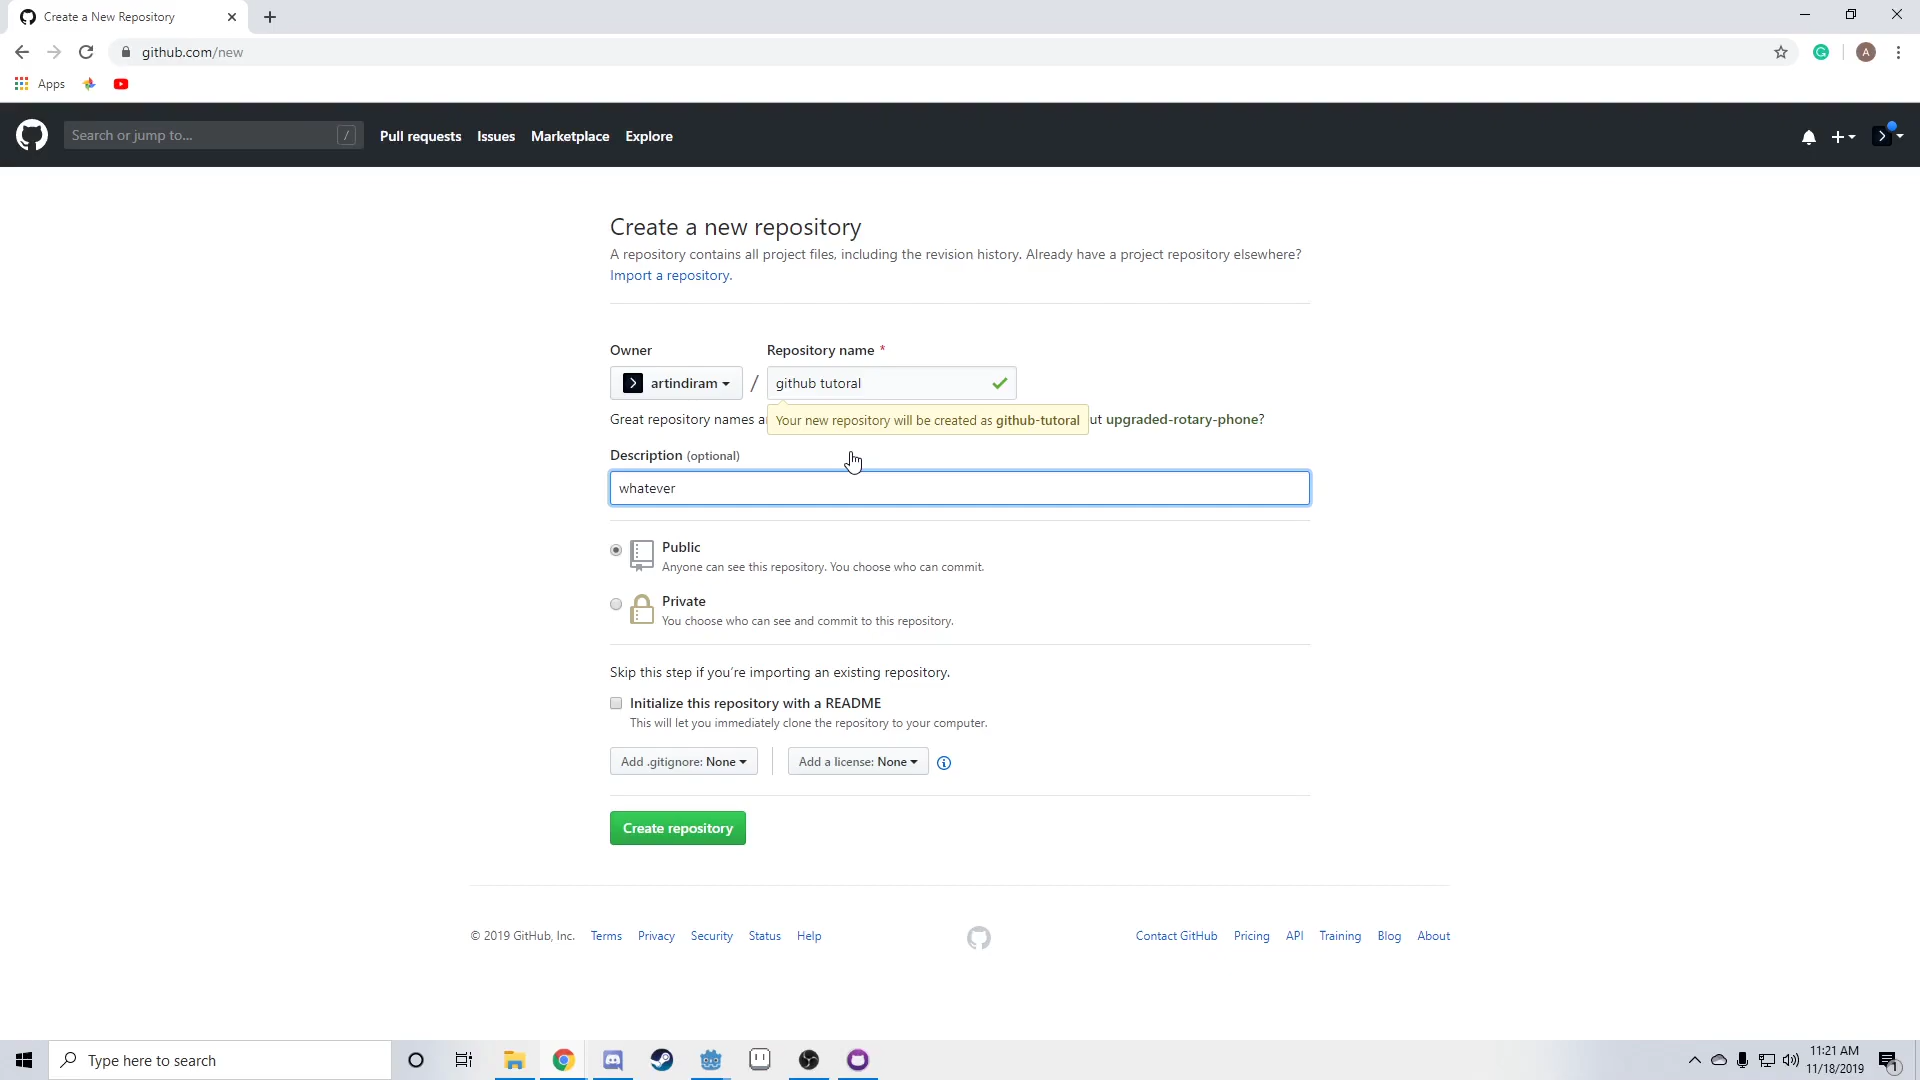 Create a New Repository
github.com/new
A
Apps
Search or jump to...
/
Pull requests
Issues
Marketplace
Explore
Create a new repository
A repository contains all project files, including the revision history. Already have a project repository elsewhere?
Import a repository.
Owner
Repository name *
artindiram
/
github tutoral
Great repository names a
Your new repository will be created as github-tutoral
ut upgraded-rotary-phone?
Description (optional)
whatever
Public
Anyone can see this repository. You choose who can commit.
Private
You choose who can see and commit to this repository.
Skip this step if you're importing an existing repository.
Initialize this repository with a README
This will let you immediately clone the repository to your computer.
Add .gitignore: None
Add a license: None
Create repository
© 2019 GitHub, Inc.
Terms
Privacy
Security
Status
Help
Contact GitHub
Pricing
API
Training
Blog
About
Type here to search
11:21 AM
11/18/2019
1